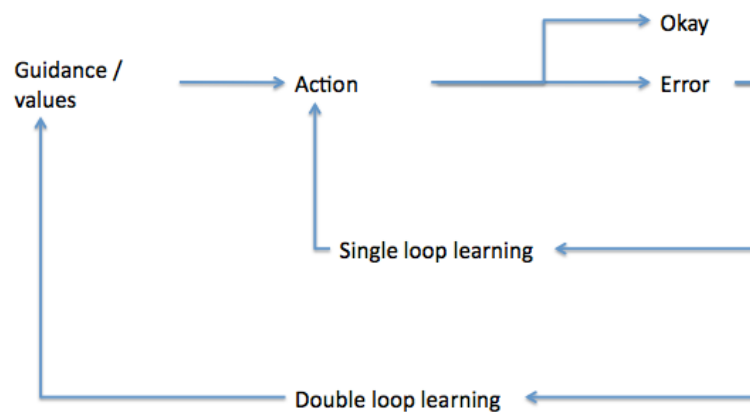 Okay
Guidance /
values
Action
Error
Single loop learning
Double loop learning